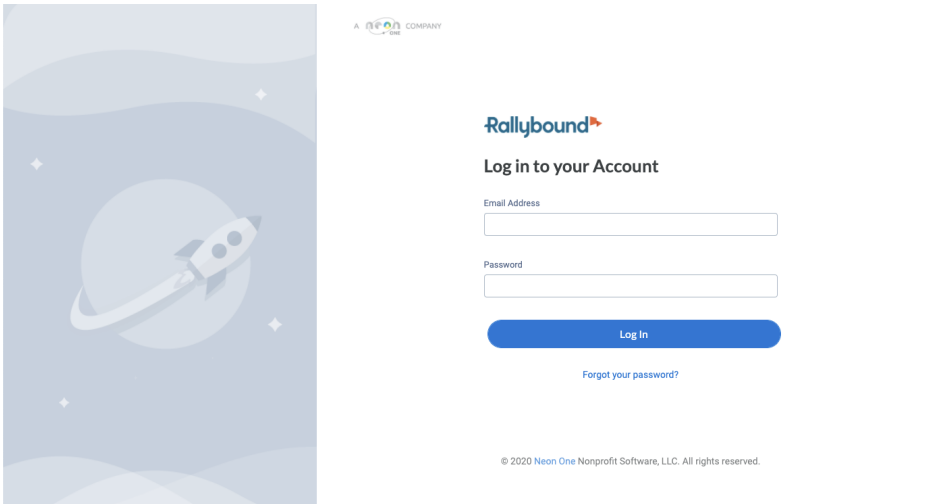 A neon one COMPANY
Rallybound
Log in to your Account
Email Address
Password
Log In
Forgot your password?
© 2020 Neon One Nonprofit Software, LLC. All rights reserved.